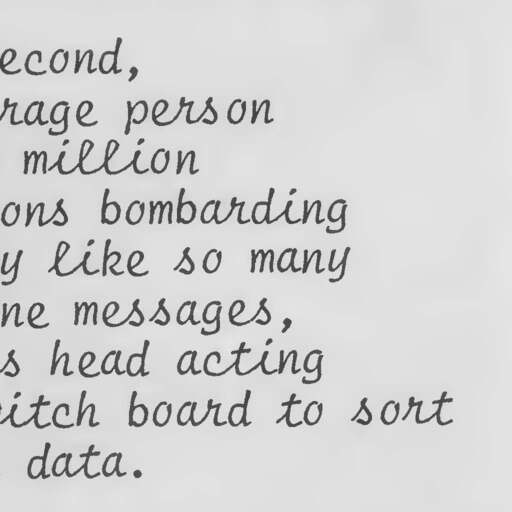 econd,
rage person
million
ons bombarding
y like so many
ne messages,
s head acting
itch board to sort
data.